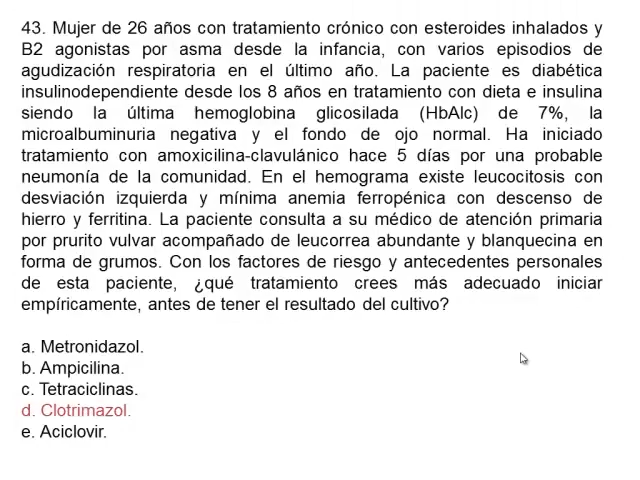 43. Mujer de 26 años con tratamiento crónico con esteroides inhalados y
B2 agonistas por asma desde la infancia, con varios episodios de
agudización respiratoria en el último año. La paciente es diabética
insulinodependiente desde los 8 años en tratamiento con dieta e insulina
siendo la última hemoglobina glicosilada (HbAlc) de 7%, la
microalbuminuria negativa y el fondo de ojo normal. Ha iniciado
tratamiento con amoxicilina-clavulánico hace 5 días por una probable
neumonía de la comunidad. En el hemograma existe leucocitosis con
desviación izquierda y mínima anemia ferropénica con descenso de
hierro y ferritina. La paciente consulta a su médico de atención primaria
por prurito vulvar acompañado de leucorrea abundante y blanquecina en
forma de grumos. Con los factores de riesgo y antecedentes personales
de esta paciente, ¿qué tratamiento crees más adecuado iniciar
empíricamente, antes de tener el resultado del cultivo?
a. Metronidazol.
b. Ampicilina.
c. Tetraciclinas.
d. Clotrimazol.
e. Aciclovir.